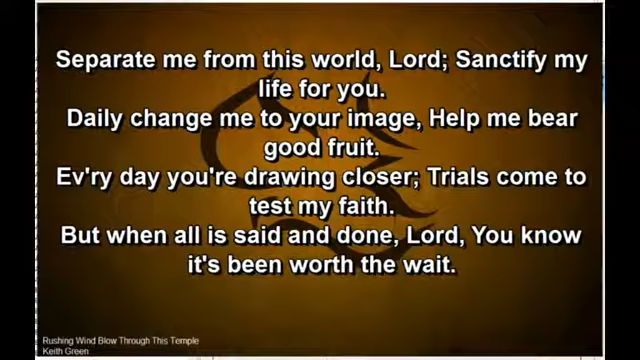 Separate me from this world, Lord; Sanctify my
life for you.
Daily change me to your image, Help me bear
good fruit.
Ev'ry day you're drawing closer; Trials come to
test my faith.
But when all is said and done, Lord, You know
it's been worth the wait.
Rushing Wind Blow Through This Temple
Keith Green